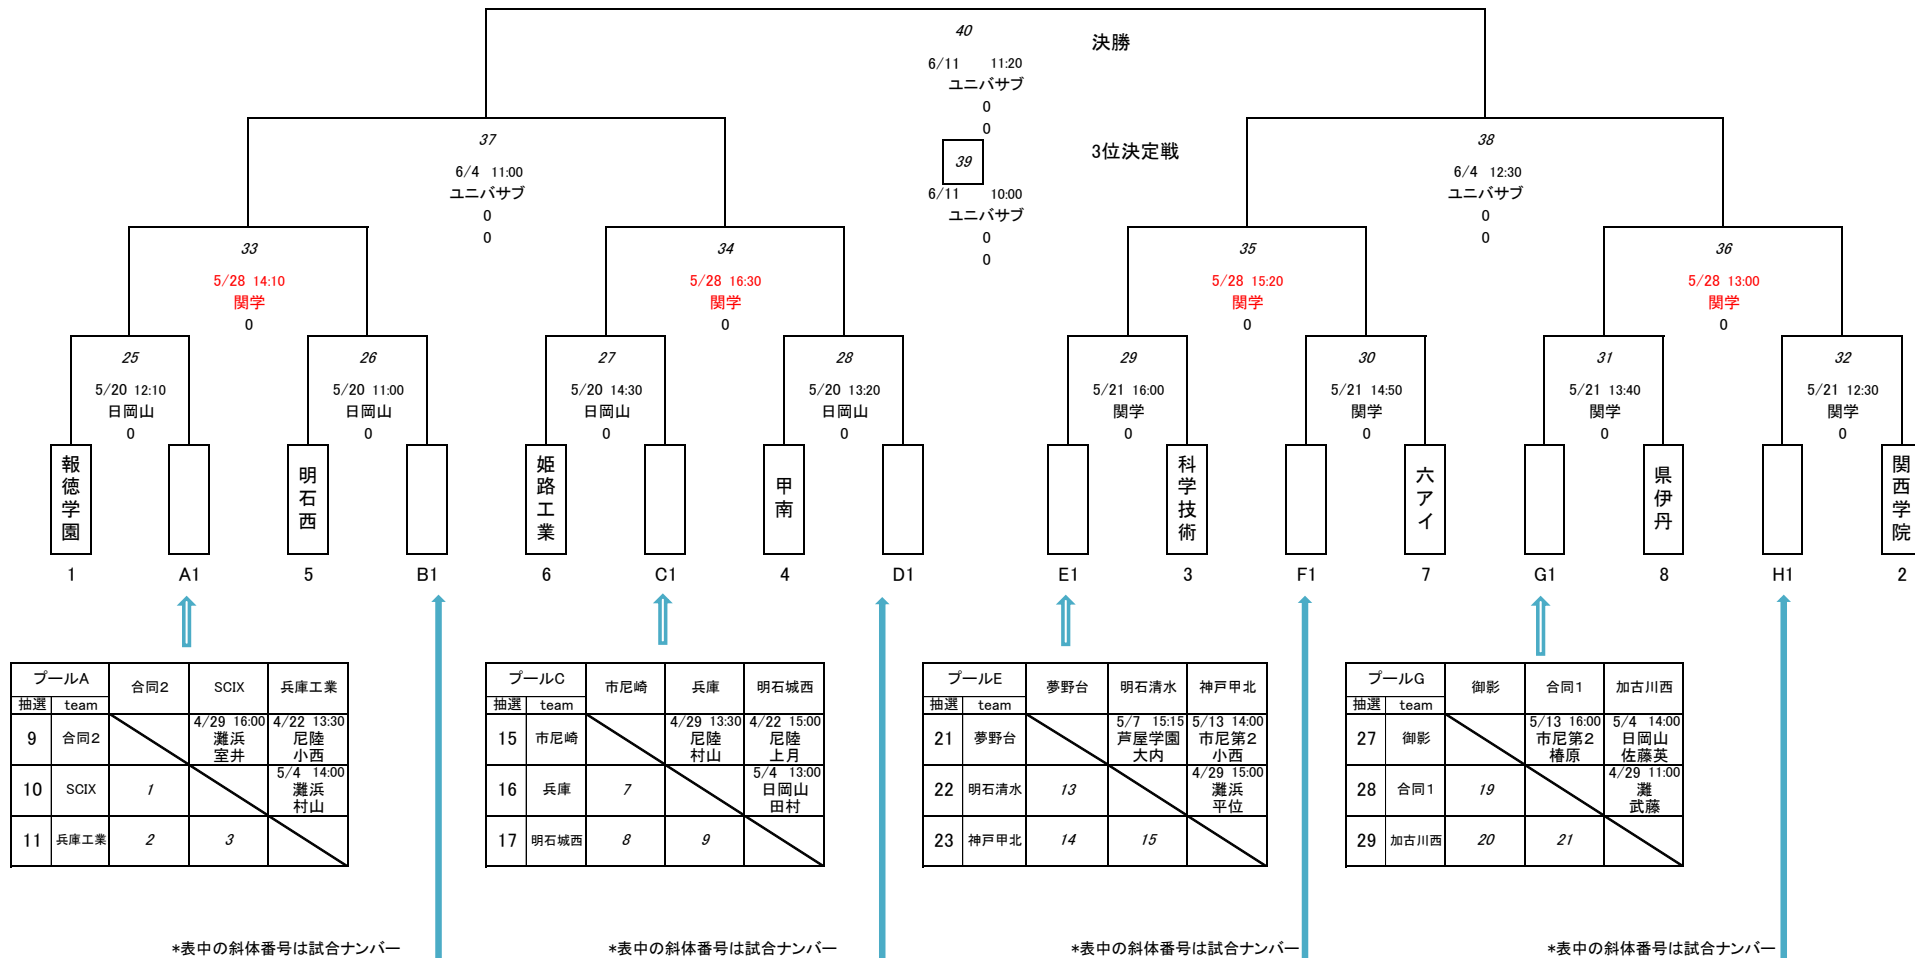 40
決勝
6/11 11:20
ユニバサブ
0
0
37
39
3位決定戦
38
6/4 11:00
ユニバサブ
0
0
6/11 10:00
ユニバサブ
0
0
6/4 12:30
ユニバサブ
0
0
33
5/28 14:10
関学
0
34
5/28 16:30
関学
0
35
5/28 15:20
関学
0
36
5/28 13:00
関学
0
25
5/20 12:10
日岡山
0
26
5/20 11:00
日岡山
0
27
5/20 14:30
日岡山
0
28
5/20 13:20
日岡山
0
29
5/21 16:00
関学
0
30
5/21 14:50
関学
0
31
5/21 13:40
関学
0
32
5/21 12:30
関学
0
報徳学園
明石西
姫路工業
甲南
科学技術
六アイ
県伊丹
関西学院
1 A1 5 B1 6 C1 4 D1 E1 3 F1 7 G1 8 H1 2
プールA 合同2 SCIX 兵庫工業
抽選 team
9 合同2 4/29 16:00 灘浜 室井 4/22 13:30 尼陸 小西
10 SCIX 1 5/4 14:00 灘浜 村山
11 兵庫工業 2 3
プールC 市尼崎 兵庫 明石城西
抽選 team
15 市尼崎 4/29 13:30 尼陸 村山 4/22 15:00 尼陸 上月
16 兵庫 7 5/4 13:00 日岡山 田村
17 明石城西 8 9
プールE 夢野台 明石清水 神戸甲北
抽選 team
21 夢野台 5/7 15:15 芦屋学園 大内 5/13 14:00 市尼第2 小西
22 明石清水 13 4/29 15:00 灘浜 平位
23 神戸甲北 14 15
プールG 御影 合同1 加古川西
抽選 team
27 御影 5/13 16:00 市尼第2 椿原 5/4 14:00 日岡山 佐藤英
28 合同1 19 4/29 11:00 灘 武藤
29 加古川西 20 21
*表中の斜体番号は試合ナンバー
*表中の斜体番号は試合ナンバー
*表中の斜体番号は試合ナンバー
*表中の斜体番号は試合ナンバー